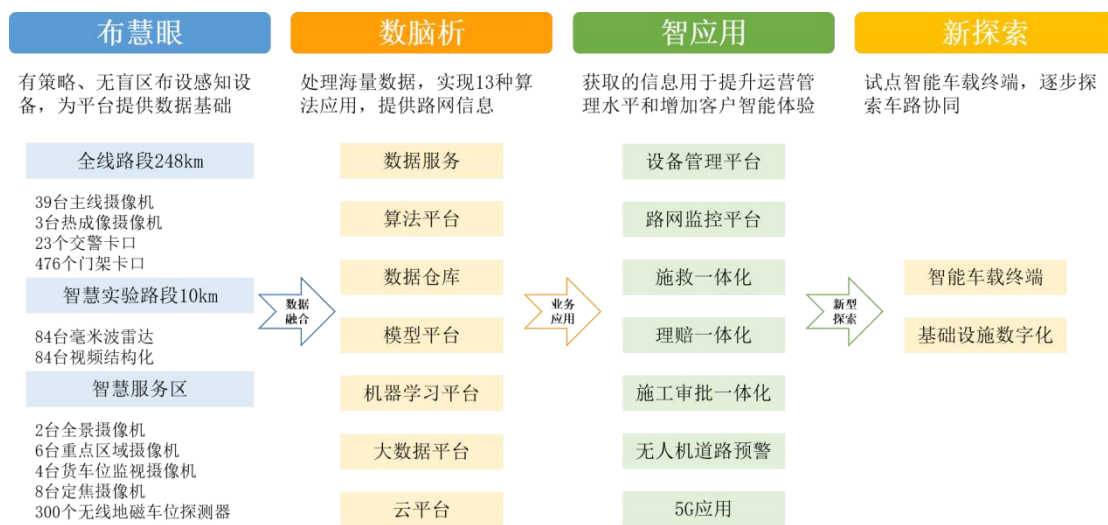 布慧眼
有策略、无盲区布设感知设
备，为平台提供数据基础
全线路段248km
39台主线摄像机
3台热成像摄像机
23个交警卡口
476个门架卡口
智慧实验路段10km
84台毫米波雷达
84台视频结构化
智慧服务区
2台全景摄像机
6台重点区域摄像机
4台货车位监视摄像机
8台定焦摄像机
300个无线地磁车位探测器
数据
融合
数脑析
处理海量数据，实现13种算
法应用，提供路网信息
数据服务
算法平台
数据仓库
模型平台
机器学习平台
大数据平台
云平台
业务
应用
智应用
获取的信息用于提升运营管
理水平和增加客户智能体验
设备管理平台
路网监控平台
施救一体化
理赔一体化
施工审批一体化
无人机道路预警
5G应用
新型
探索
新探索
试点智能车载终端，逐步探
索车路协同
智能车载终端
基础设施数字化